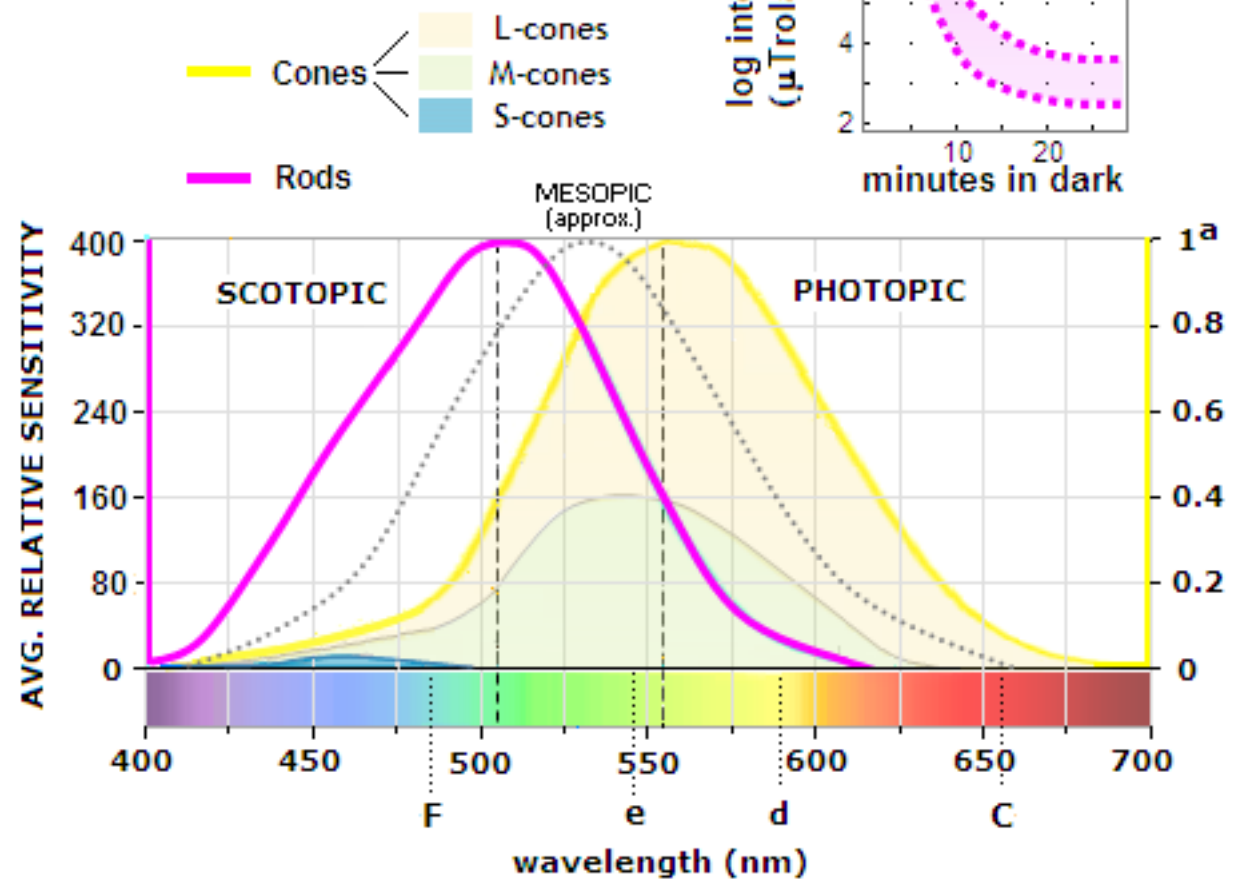 Cones
L-cones
M-cones
S-cones
Rods
log
(μ
4
2
10 20
minutes in dark
MESOPIC
(approx.)
AVG. RELATIVE SENSITIVITY
400
320
240
160
80
0
SCOTOPIC
PHOTOPIC
1a
0.8
0.6
0.4
0.2
0
400 450 500 550 600 650 700
F e d C
wavelength (nm)